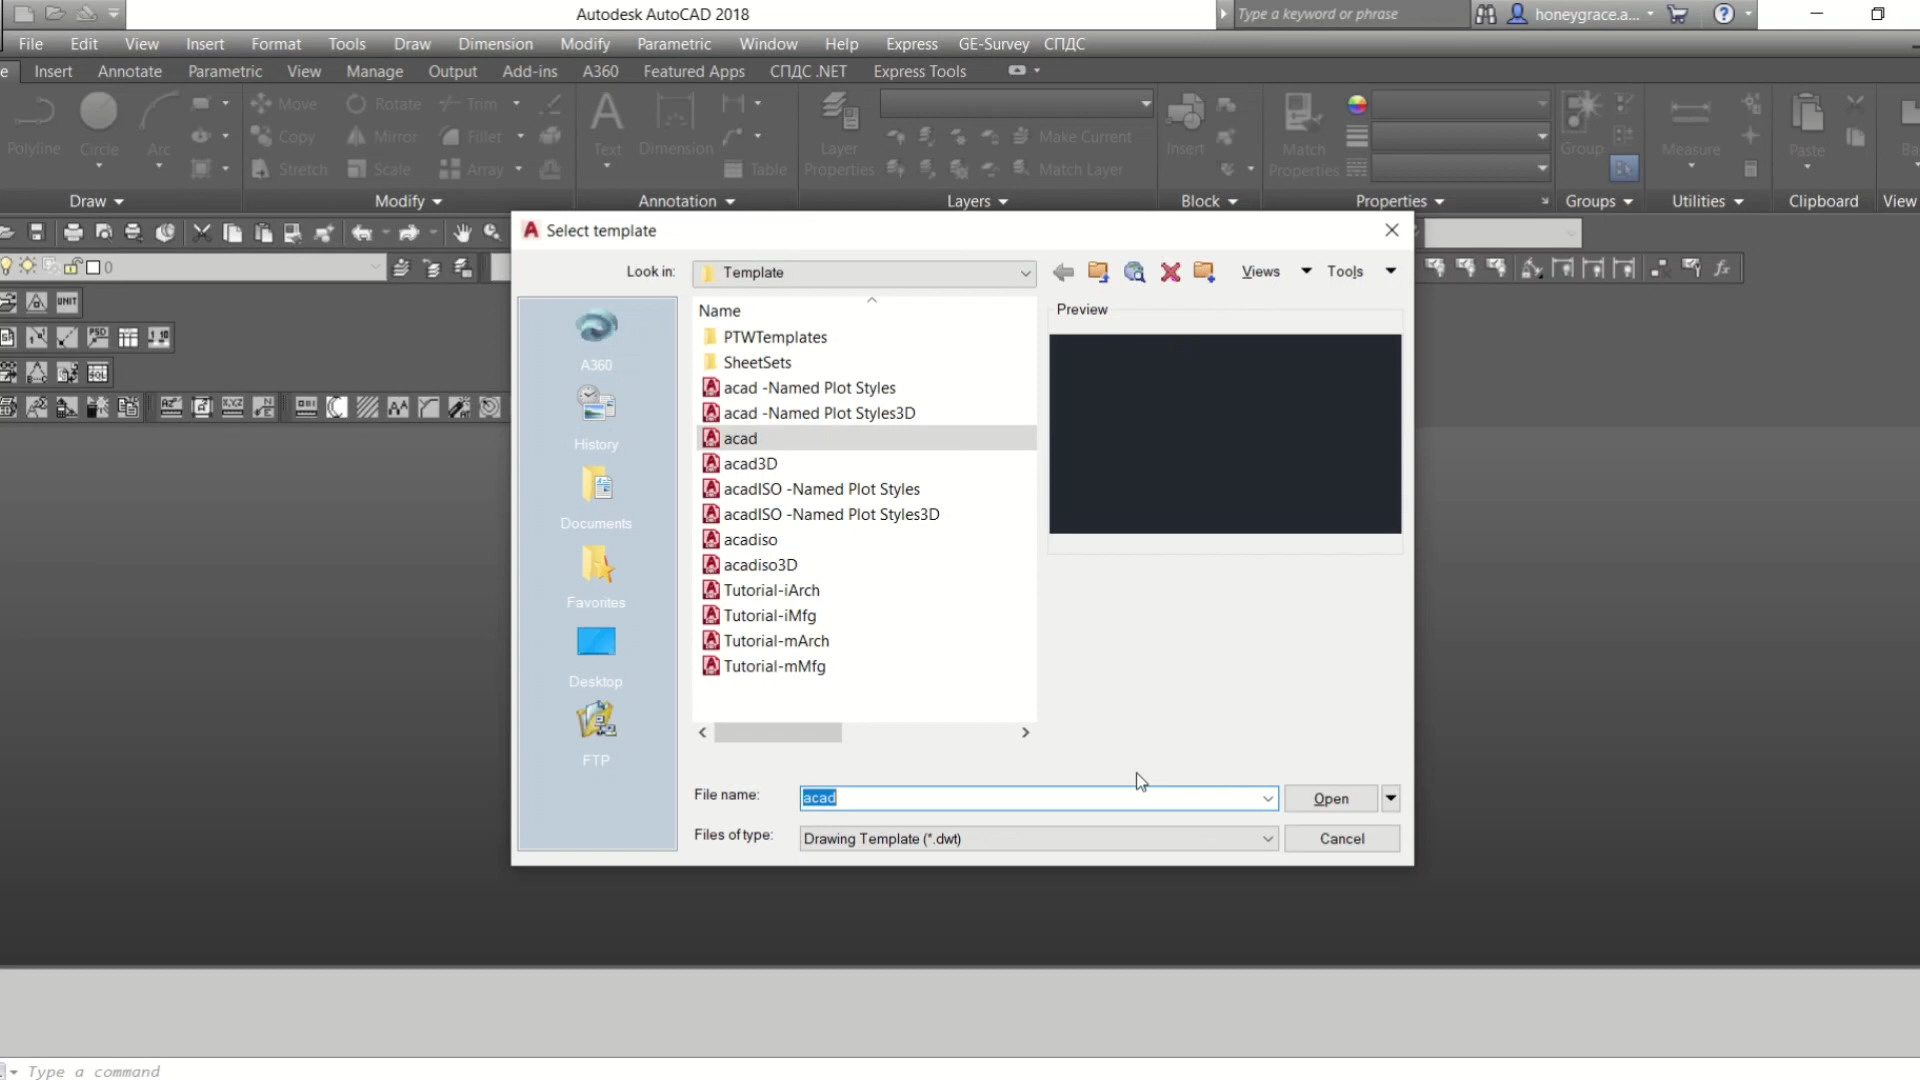 Autodesk AutoCAD 2018
Type a keyword or phrase
honeygrace.a...
File Edit View Insert Format Tools Draw Dimension Modify Parametric Window Help Express GE-Survey СПДС
e Insert Annotate Parametric View Manage Output Add-ins A360 Featured Apps СПДС .NET Express Tools
Move Rotate Trim
Copy Mirror Fillet Make Current
Polyline Circle Arc Text Dimension Layer Insert Match Group Measure Paste Ba
Stretch Scale Array Table Properties Match Layer Properties
Draw Modify Annotation Layers Block Properties Groups Utilities Clipboard View
Select template
0
Look in: Template Views Tools
UNIT
Name
Preview
PTWTemplates
SheetSets
acad -Named Plot Styles
acad -Named Plot Styles3D
acad
acad3D
acadISO -Named Plot Styles
acadISO -Named Plot Styles3D
acadiso
acadiso3D
Tutorial-iArch
Tutorial-iMfg
Tutorial-mArch
Tutorial-mMfg
A360
History
Documents
Favorites
Desktop
FTP
File name: acad Open
Files of type: Drawing Template (*.dwt) Cancel
Type a command